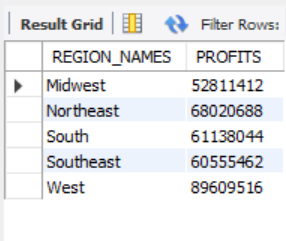 Result Grid Filter Rows:
REGION_NAMES PROFITS
Midwest 52811412
Northeast 68020688
South 61138044
Southeast 60555462
West 89609516